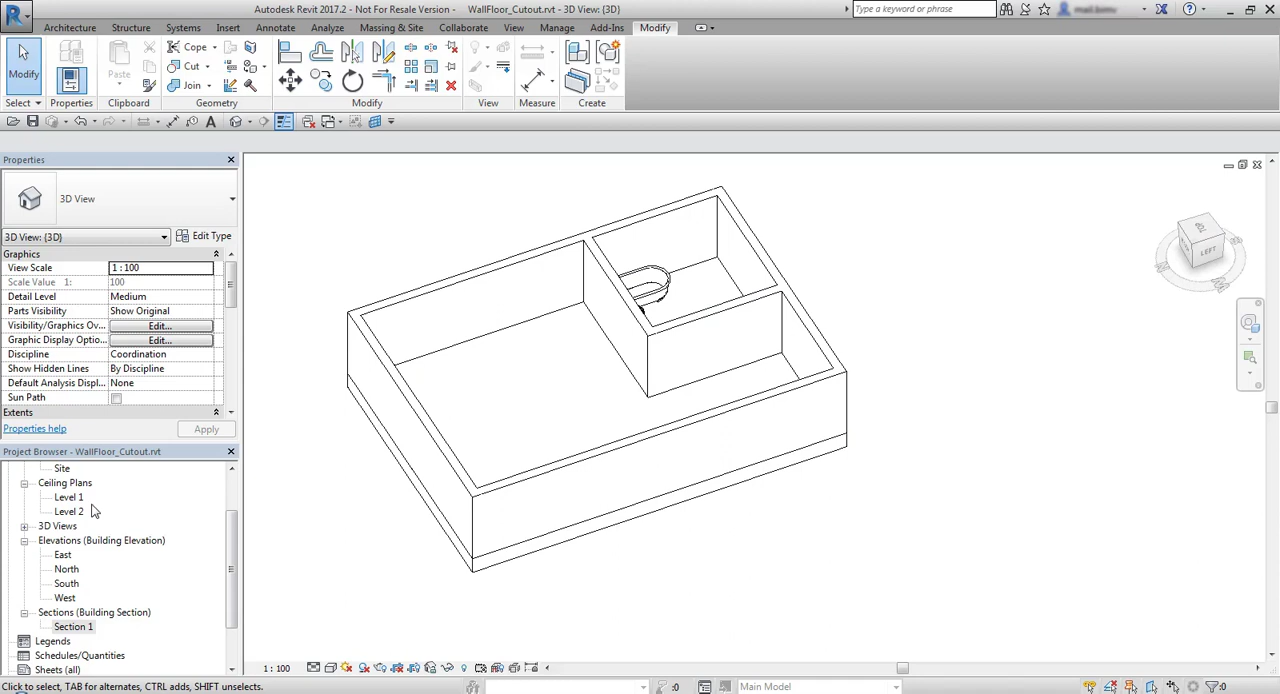 Autodesk Revit 2017.2 - Not For Resale Version - WallFloor_Cutout.rvt - 3D View: {3D}
Type a keyword or phrase
Architecture Structure Systems Insert Annotate Analyze Massing & Site Collaborate View Manage Add-Ins Modify
Modify
Paste
Cope
Cut
Join
Select Properties Clipboard Geometry Modify View Measure Create
Properties
3D View
3D View: {3D} Edit Type
Graphics
View Scale 1 : 100
Scale Value 1: 100
Detail Level Medium
Parts Visibility Show Original
Visibility/Graphics Ov... Edit...
Graphic Display Optio... Edit...
Discipline Coordination
Show Hidden Lines By Discipline
Default Analysis Displ... None
Sun Path
Extents
Properties help Apply
LEFT
Project Browser - WallFloor_Cutout.rvt
Site
Ceiling Plans
Level 1
Level 2
3D Views
Elevations (Building Elevation)
East
North
South
West
Sections (Building Section)
Section 1
Legends
Schedules/Quantities
Sheets (all)
1 : 100
Click to select, TAB for alternates, CTRL adds, SHIFT unselects. :0 Main Model :0